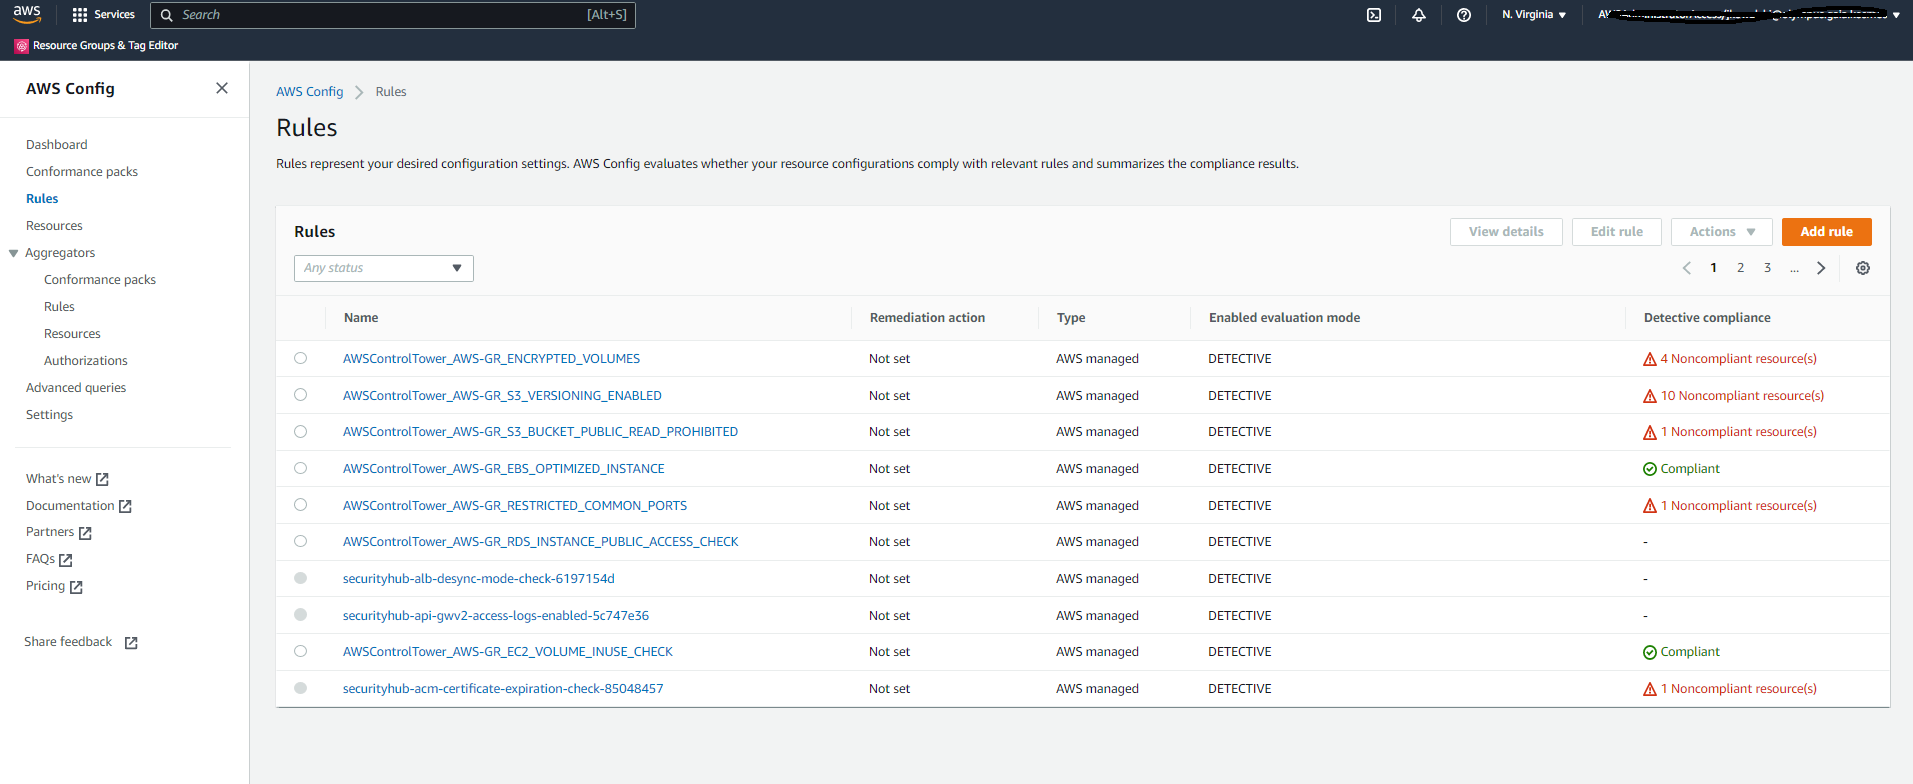 aws
Services
Search
[Alt+S]
N. Virginia
Resource Groups & Tag Editor
AWS Config
Dashboard
Conformance packs
Rules
Resources
Aggregators
Conformance packs
Rules
Resources
Authorizations
Advanced queries
Settings
What's new
Documentation
Partners
FAQs
Pricing
Share feedback
AWS Config > Rules
Rules
Rules represent your desired configuration settings. AWS Config evaluates whether your resource configurations comply with relevant rules and summarizes the compliance results.
Rules
View details Edit rule Actions Add rule
Any status
1 2 3 ...
Name Remediation action Type Enabled evaluation mode Detective compliance
AWSControlTower_AWS-GR_ENCRYPTED_VOLUMES Not set AWS managed DETECTIVE 4 Noncompliant resource(s)
AWSControlTower_AWS-GR_S3_VERSIONING_ENABLED Not set AWS managed DETECTIVE 10 Noncompliant resource(s)
AWSControlTower_AWS-GR_S3_BUCKET_PUBLIC_READ_PROHIBITED Not set AWS managed DETECTIVE 1 Noncompliant resource(s)
AWSControlTower_AWS-GR_EBS_OPTIMIZED_INSTANCE Not set AWS managed DETECTIVE Compliant
AWSControlTower_AWS-GR_RESTRICTED_COMMON_PORTS Not set AWS managed DETECTIVE 1 Noncompliant resource(s)
AWSControlTower_AWS-GR_RDS_INSTANCE_PUBLIC_ACCESS_CHECK Not set AWS managed DETECTIVE -
securityhub-alb-desync-mode-check-6197154d Not set AWS managed DETECTIVE -
securityhub-api-gwv2-access-logs-enabled-5c747e36 Not set AWS managed DETECTIVE -
AWSControlTower_AWS-GR_EC2_VOLUME_INUSE_CHECK Not set AWS managed DETECTIVE Compliant
securityhub-acm-certificate-expiration-check-85048457 Not set AWS managed DETECTIVE 1 Noncompliant resource(s)